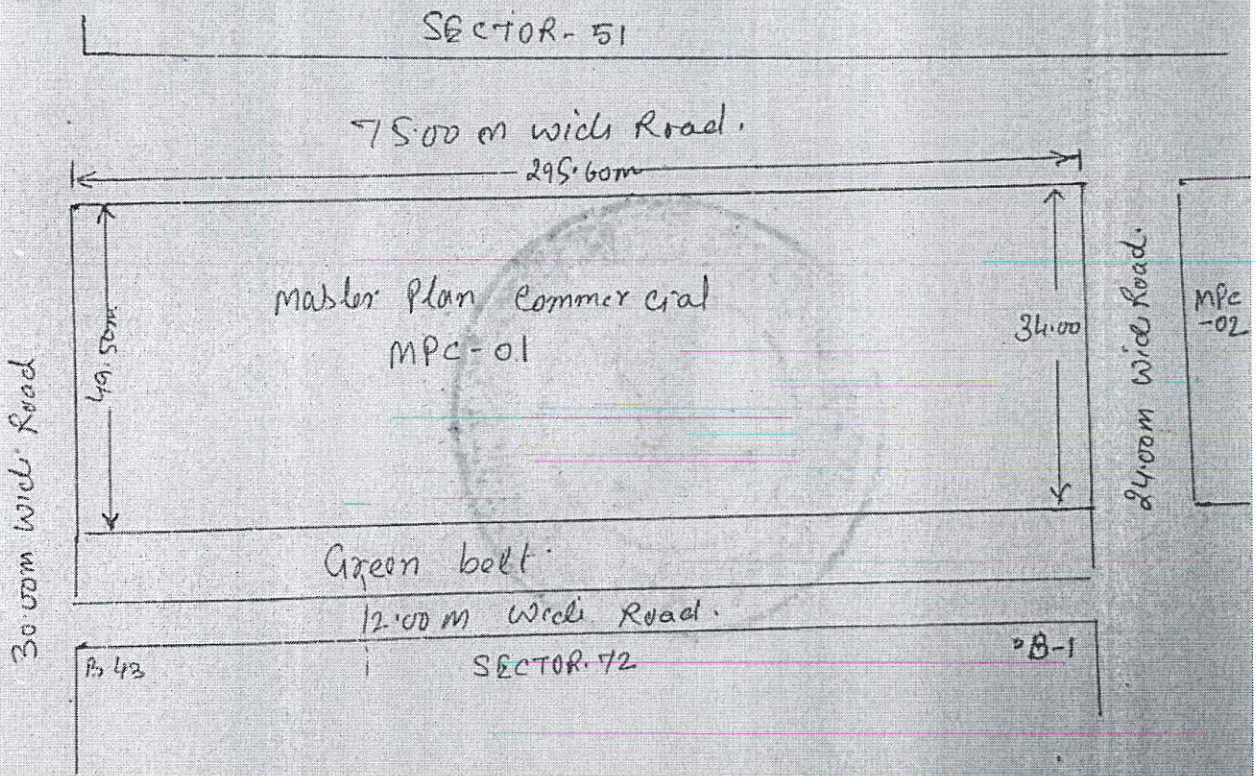 SECTOR-51
75.00 m wide Road.
295.60m
Master Plan Commercial
MPC-01
49.50m
34.00
30.00m wide Road
24.00m wide Road.
MPC
-02
Green belt
12.00 m wide Road.
B 43
SECTOR.72
B-1